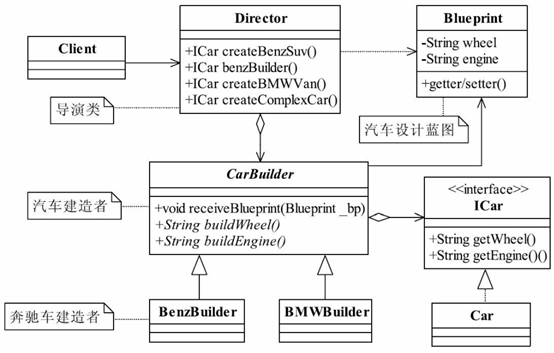 Client
Director
+ICar createBenzSuv()
+ICar benzBuilder()
+ICar createBMWVan()
+ICar createComplexCar()
Blueprint
-String wheel
-String engine
+getter/setter()
导演类
汽车设计蓝图
CarBuilder
+void receiveBlueprint(Blueprint _bp)
+String buildWheel()
+String buildEngine()
汽车建造者
<<interface>>
ICar
+String getWheel()
+String getEngine()()
奔驰车建造者
BenzBuilder
BMWBuilder
Car